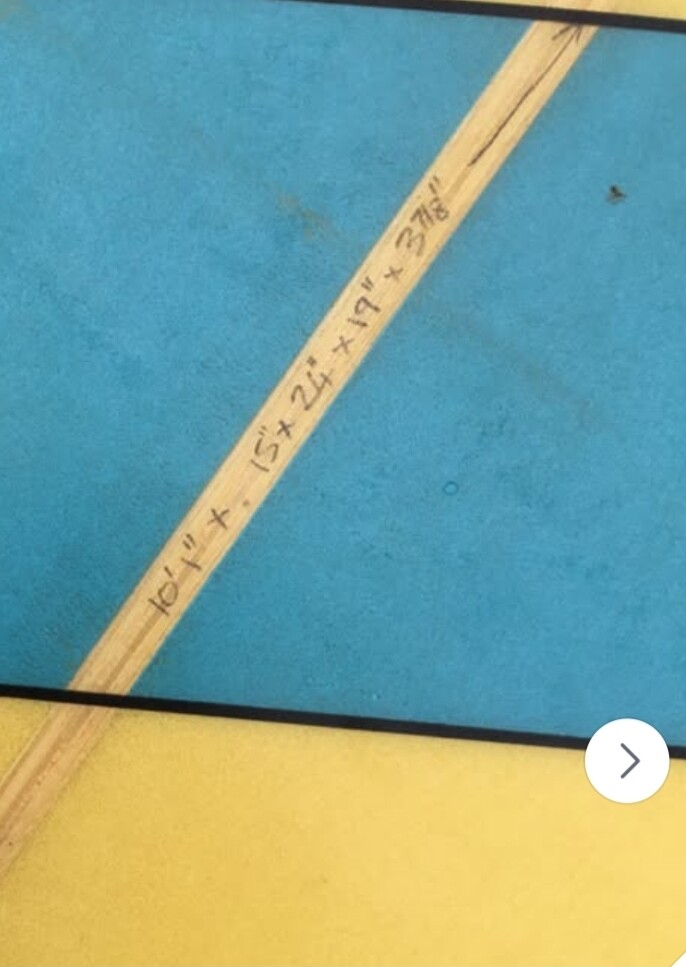 10'1" x . 15" x 24" x 19" x 3 7/8"